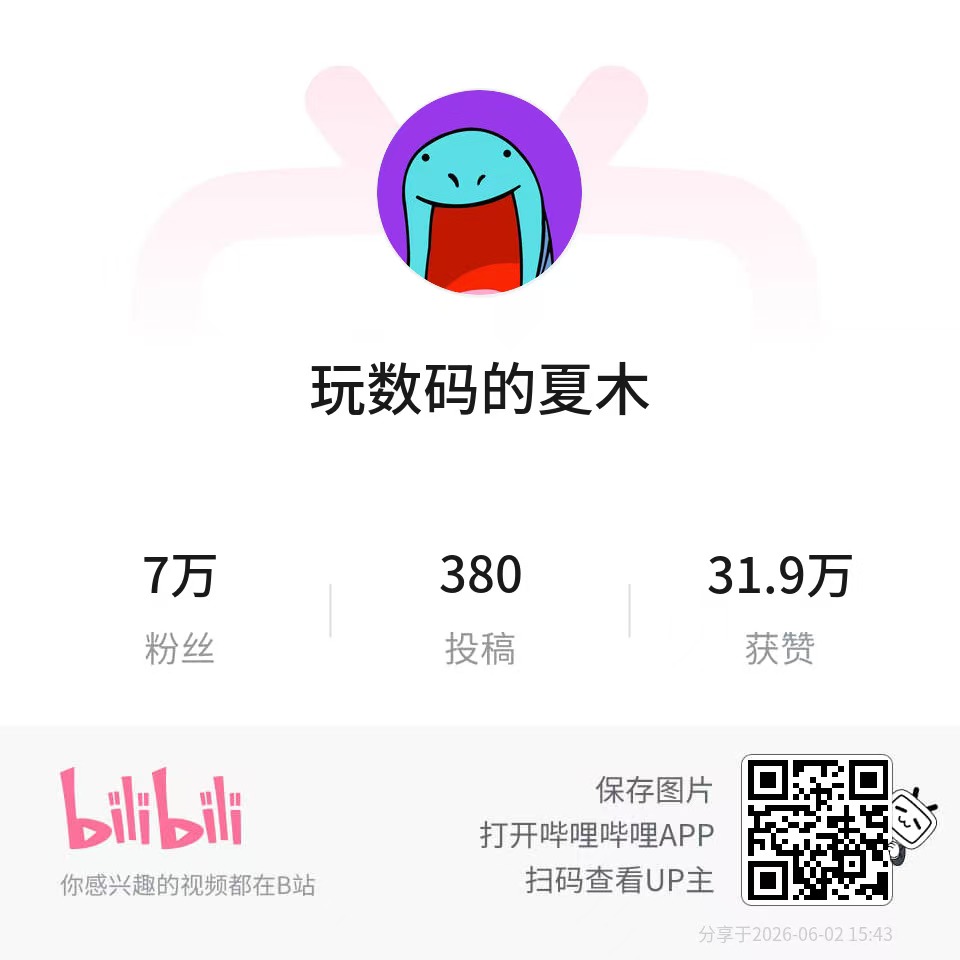 玩数码的夏木
7万
380
31.9万
粉丝
投稿
获赞
bilibili
你感兴趣的视频都在B站
保存图片
打开哔哩哔哩APP
扫码查看UP主
分享于2026-06-02 15:43